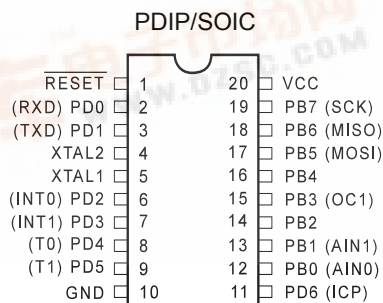 PDIP/SOIC
RESET 1 20 VCC
(RXD) PD0 2 19 PB7 (SCK)
(TXD) PD1 3 18 PB6 (MISO)
XTAL2 4 17 PB5 (MOSI)
XTAL1 5 16 PB4
(INT0) PD2 6 15 PB3 (OC1)
(INT1) PD3 7 14 PB2
(T0) PD4 8 13 PB1 (AIN1)
(T1) PD5 9 12 PB0 (AIN0)
GND 10 11 PD6 (ICP)